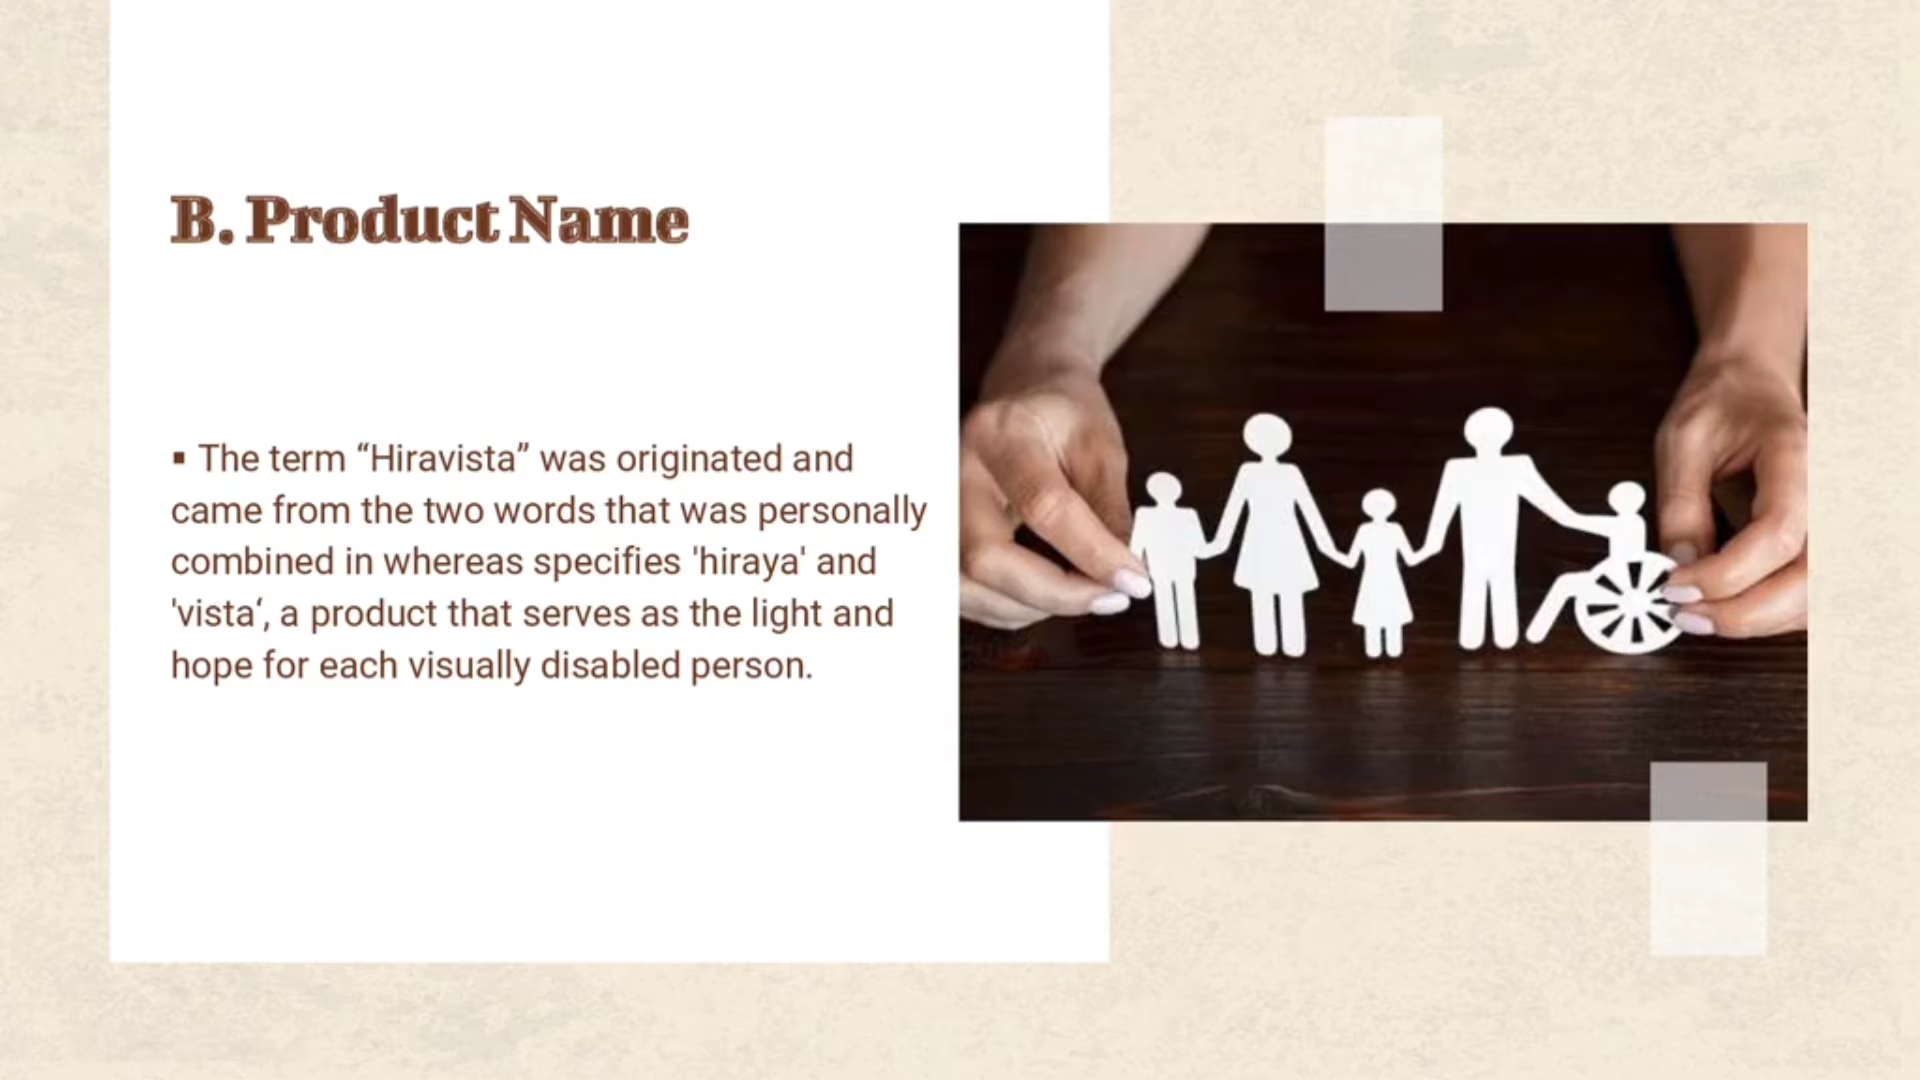 B. Product Name
▪ The term “Hiravista” was originated and
came from the two words that was personally
combined in whereas specifies 'hiraya' and
'vista‘, a product that serves as the light and
hope for each visually disabled person.